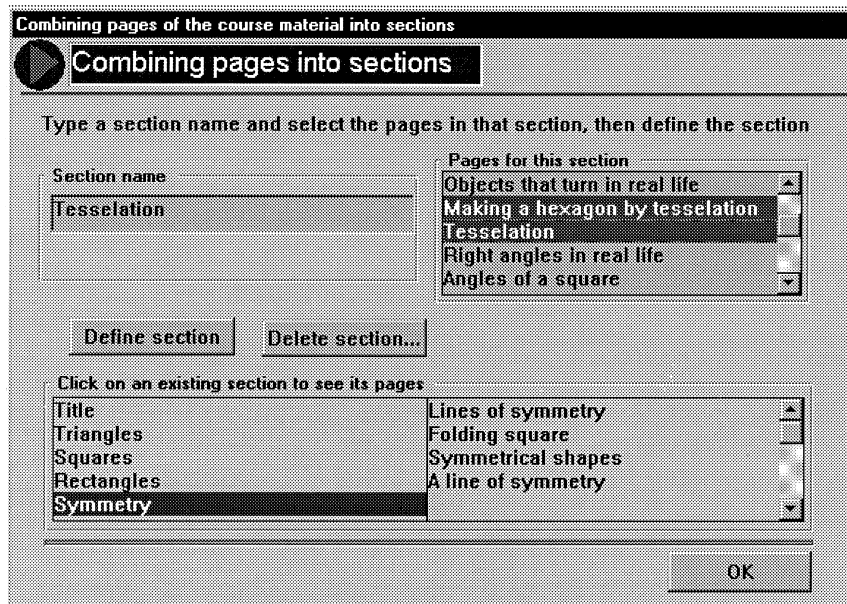 Combining pages of the course material into sections
Combining pages into sections
Type a section name and select the pages in that section, then define the section
Section name
Tesselation
Pages for this section
Objects that turn in real life
Making a hexagon by tesselation
Tesselation
Right angles in real life
Angles of a square
Define section
Delete section...
Click on an existing section to see its pages
Title
Triangles
Squares
Rectangles
Symmetry
Lines of symmetry
Folding square
Symmetrical shapes
A line of symmetry
OK